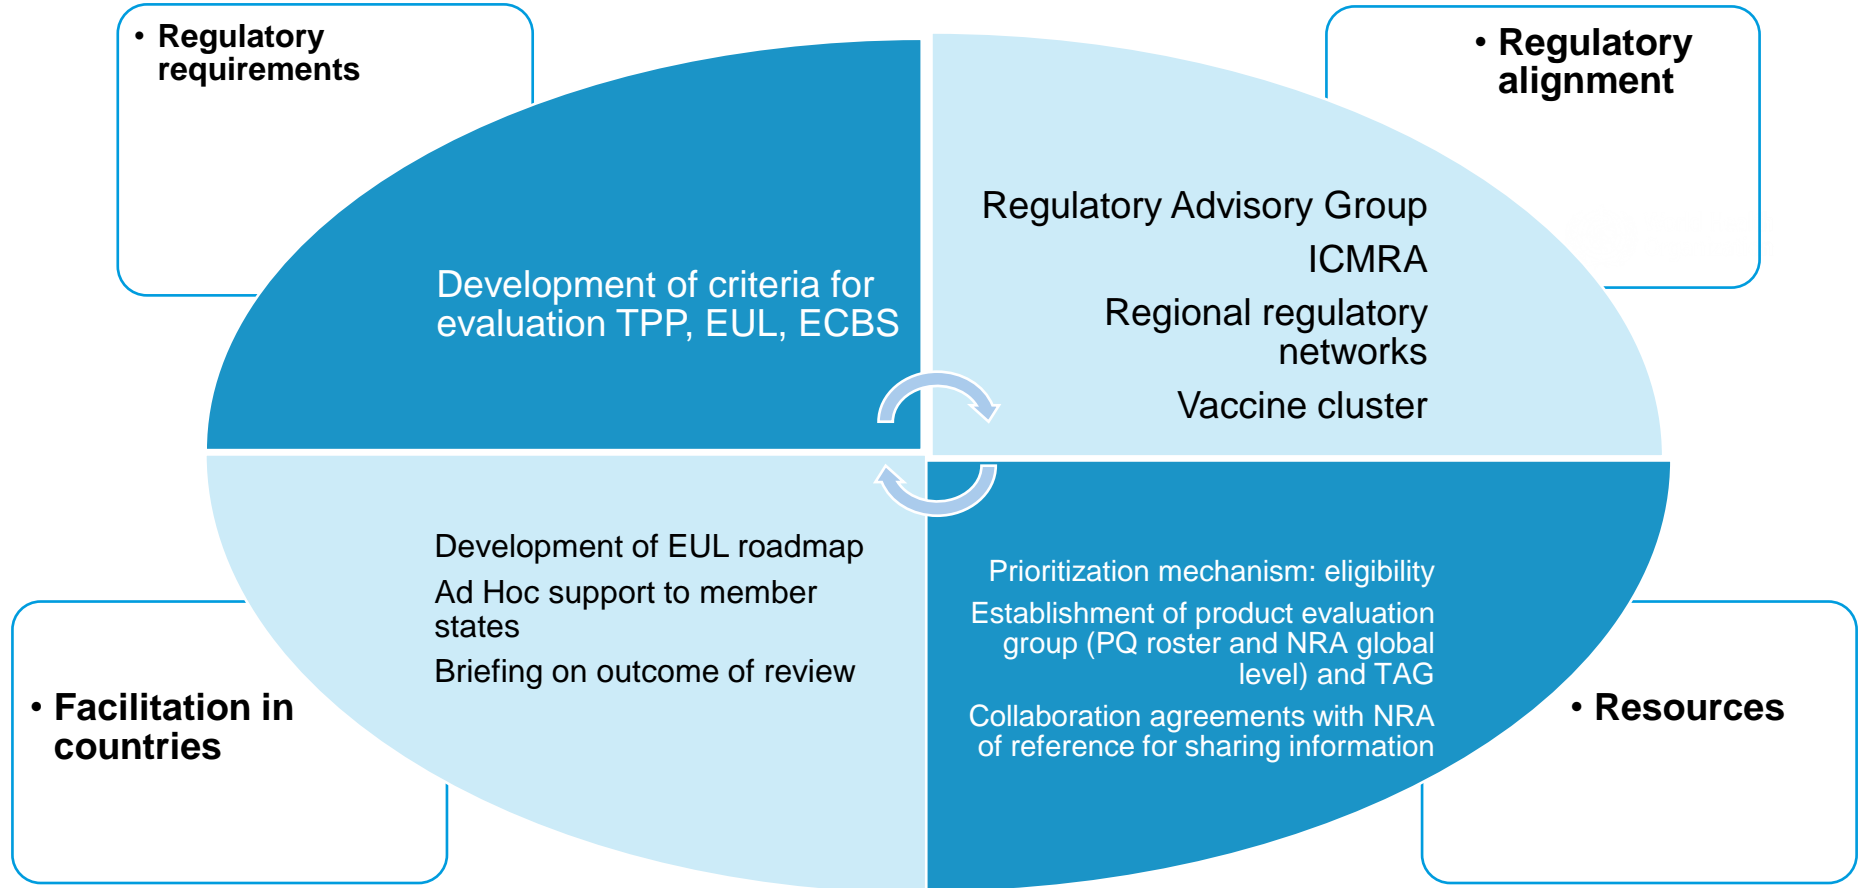 • Regulatory
requirements
• Regulatory
alignment
Development of criteria for
evaluation TPP, EUL, ECBS
Regulatory Advisory Group
ICMRA
Regional regulatory
networks
Vaccine cluster
Development of EUL roadmap
Ad Hoc support to member
states
Briefing on outcome of review
Prioritization mechanism: eligibility
Establishment of product evaluation
group (PQ roster and NRA global
level) and TAG
Collaboration agreements with NRA
of reference for sharing information
• Facilitation in
countries
• Resources